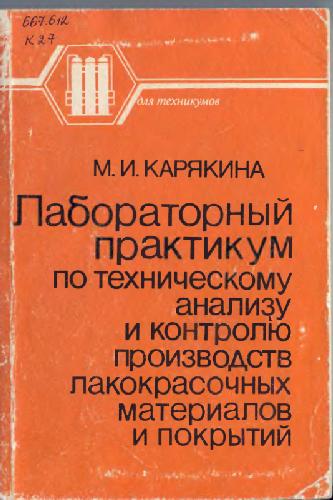 667.612
К 27
для техникумов
М. И. КАРЯКИНА
Лабораторный
практикум
по техническому
анализу
и контролю
производств
лакокрасочных
материалов
и покрытий